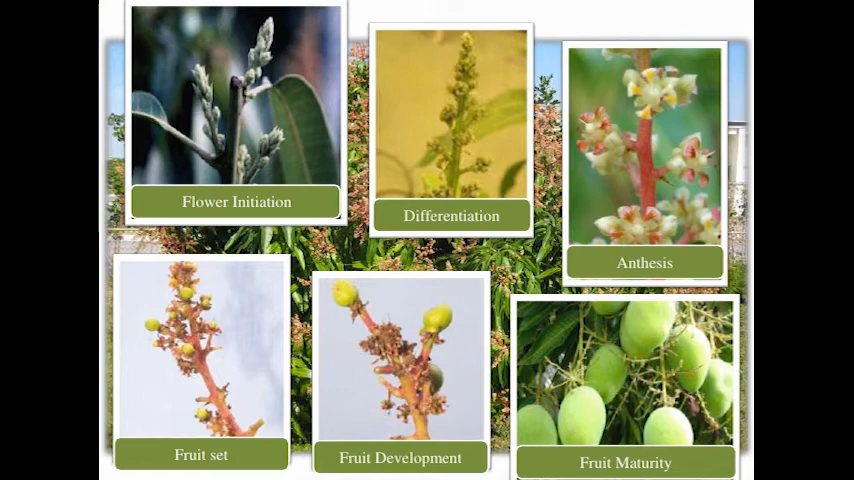 Flower Initiation
Differentiation
Anthesis
Fruit set
Fruit Development
Fruit Maturity